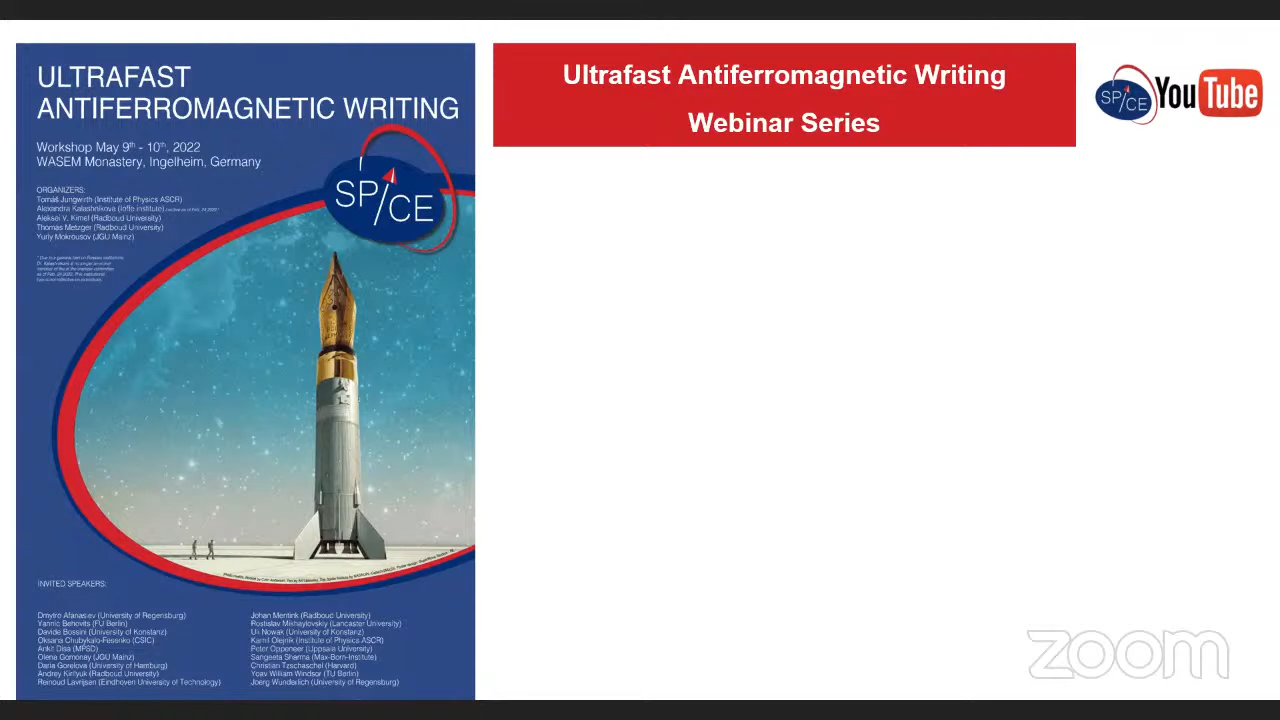 ULTRAFAST
ANTIFERROMAGNETIC WRITING
Workshop May 9th - 10th, 2022
WASEM Monastery, Ingelheim, Germany
ORGANIZERS:
Tomáš Jungwirth (Institute of Physics ASCR)
Alexandra Kalashnikova (Ioffe Institute)
Aleksei V. Kimel (Radboud University)
Thomas Metzger (Radboud University)
Yuriy Mokrousov (JGU Mainz)
SPICE
INVITED SPEAKERS:
Dmytro Afanasiev (University of Regensburg)
Yannic Behovits (FU Berlin)
Davide Bossini (University of Konstanz)
Oksana Chubykalo-Fesenko (CSIC)
Ankit Disa (MPSD)
Olena Gomonay (JGU Mainz)
Daria Gorelova (University of Hamburg)
Andrey Kirilyuk (Radboud University)
Reinoud Lavrijsen (Eindhoven University of Technology)
Johan Mentink (Radboud University)
Rostislav Mikhaylovskiy (Lancaster University)
Uli Nowak (University of Konstanz)
Kamil Olejnik (Institute of Physics ASCR)
Peter Oppeneer (Uppsala University)
Sangeeta Sharma (Max-Born-Institute)
Christian Tzschaschel (Harvard)
Yoav William Windsor (TU Berlin)
Joerg Wunderlich (University of Regensburg)
Ultrafast Antiferromagnetic Writing
Webinar Series
SPICE YouTube
zoom